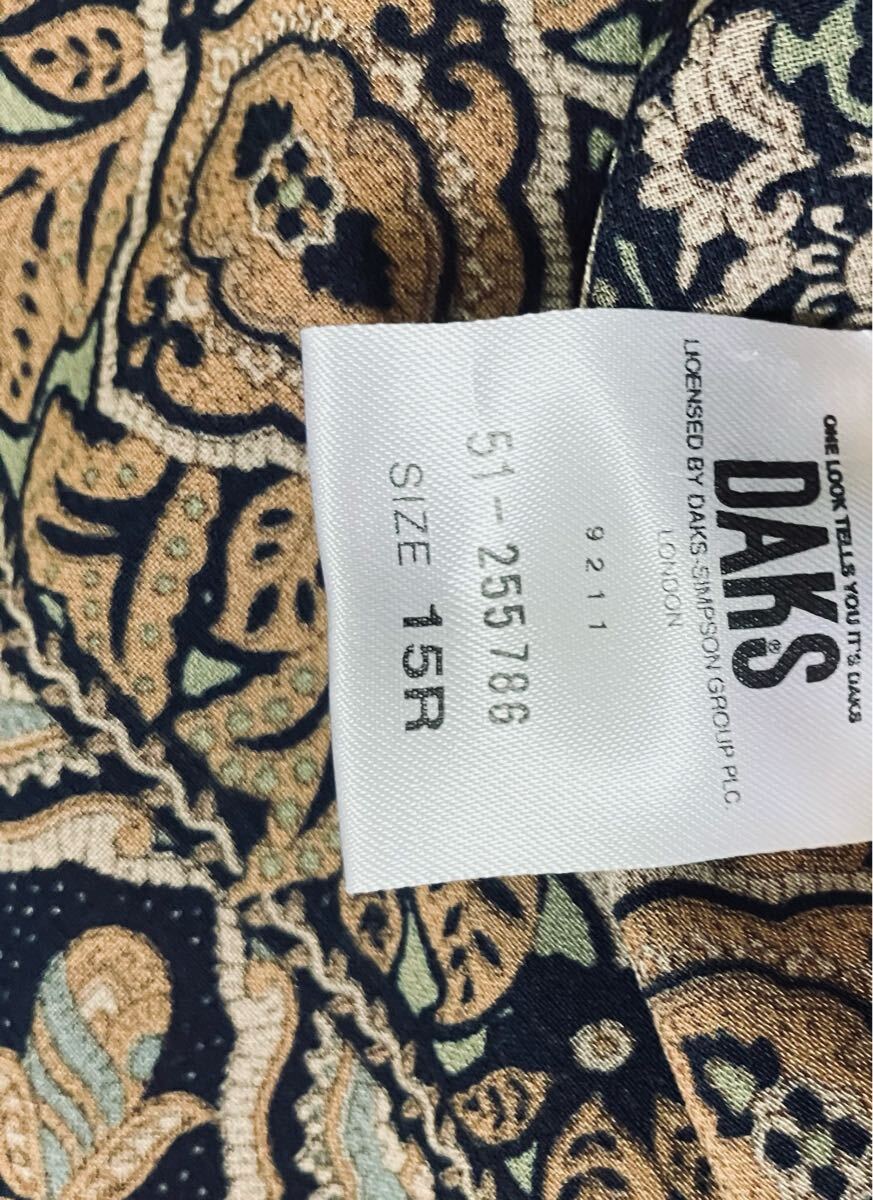 ONE LOOK TELLS YOU IT'S DAKS
DAKS®
LICENSED BY DAKS-SIMPSON GROUP PLC.
LONDON
9211
51-255786
SIZE 15R